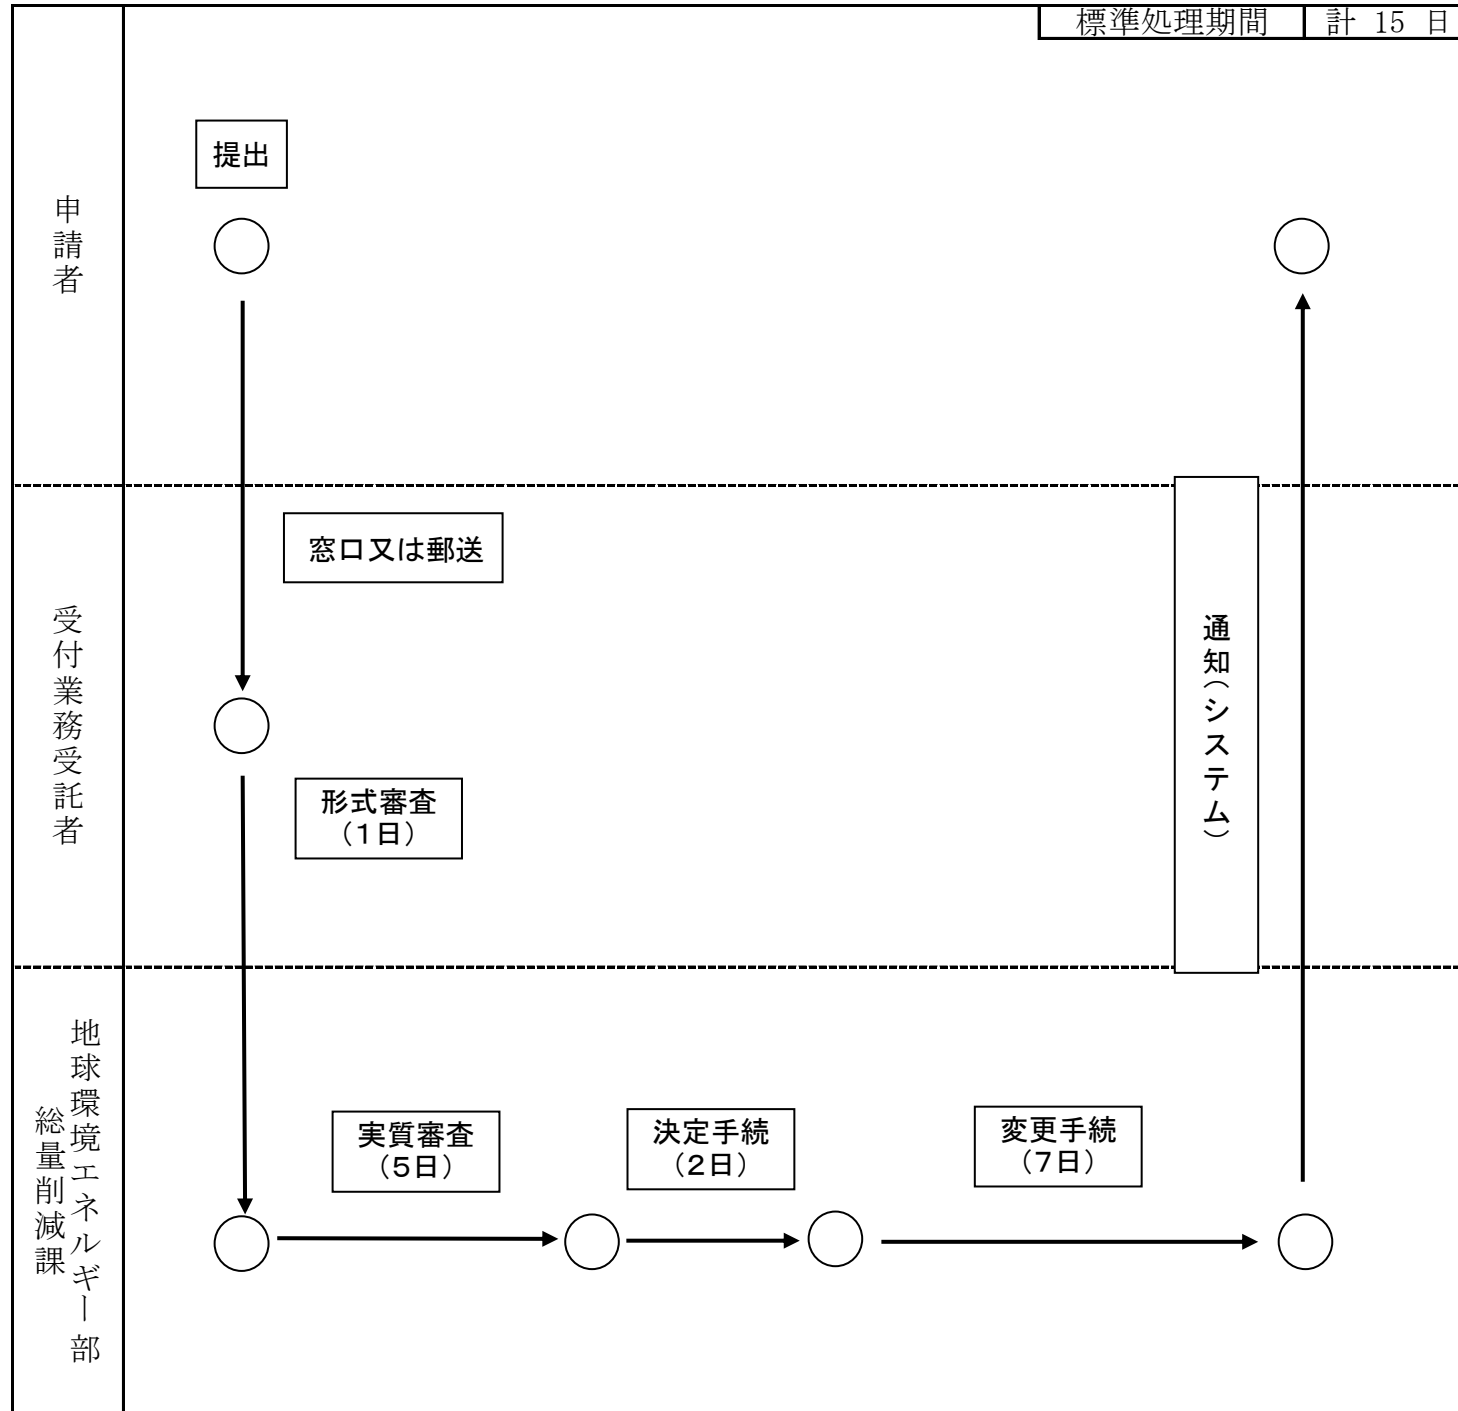 標準処理期間 計 15 日
申請者
提出
受付業務受託者
窓口又は郵送
形式審査
（1日）
通知（システム）
地球環境エネルギー部
総量削減課
実質審査
（5日）
決定手続
（2日）
変更手続
（7日）